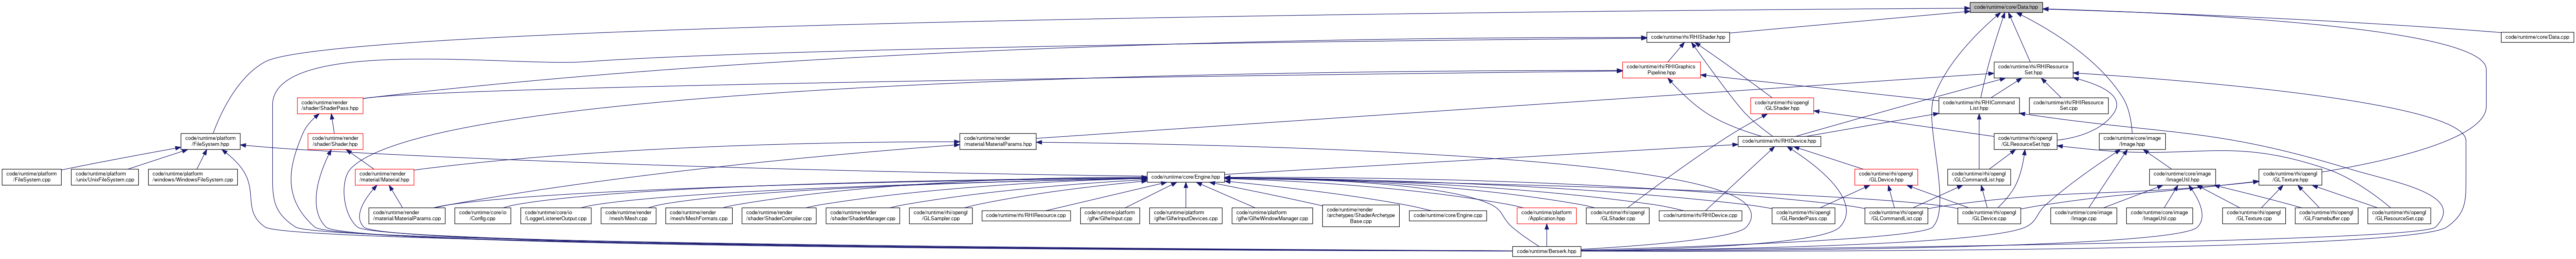 code/runtime/core/Data.hpp
code/runtime/rhi/RHIShader.hpp
code/runtime/core/Data.cpp
code/runtime/rhi/RHIGraphics
Pipeline.hpp
code/runtime/rhi/RHIResource
Set.hpp
code/runtime/render
/shader/ShaderPass.hpp
code/runtime/rhi/opengl
/GLShader.hpp
code/runtime/rhi/RHICommand
List.hpp
code/runtime/rhi/RHIResource
Set.cpp
code/runtime/platform
/FileSystem.hpp
code/runtime/render
/shader/Shader.hpp
code/runtime/render
/material/MaterialParams.hpp
code/runtime/rhi/RHIDevice.hpp
code/runtime/rhi/opengl
/GLResourceSet.hpp
code/runtime/core/image
/Image.hpp
code/runtime/platform
/FileSystem.cpp
code/runtime/platform
/unix/UnixFileSystem.cpp
code/runtime/platform
/windows/WindowsFileSystem.cpp
code/runtime/render
/material/Material.hpp
code/runtime/core/Engine.hpp
code/runtime/rhi/opengl
/GLDevice.hpp
code/runtime/rhi/opengl
/GLCommandList.hpp
code/runtime/core/image
/ImageUtil.hpp
code/runtime/rhi/opengl
/GLTexture.hpp
code/runtime/render
/material/MaterialParams.cpp
code/runtime/core/io
/Config.cpp
code/runtime/core/io
/LoggerListenerOutput.cpp
code/runtime/render
/mesh/Mesh.cpp
code/runtime/render
/mesh/MeshFormats.cpp
code/runtime/render
/shader/ShaderCompiler.cpp
code/runtime/render
/shader/ShaderManager.cpp
code/runtime/rhi/opengl
/GLSampler.cpp
code/runtime/rhi/RHIResource.cpp
code/runtime/platform
/glfw/GlfwInput.cpp
code/runtime/platform
/glfw/GlfwInputDevices.cpp
code/runtime/platform
/glfw/GlfwWindowManager.cpp
code/runtime/render
/archetypes/ShaderArchetype
Base.cpp
code/runtime/core/Engine.cpp
code/runtime/platform
/Application.hpp
code/runtime/rhi/opengl
/GLShader.cpp
code/runtime/rhi/RHIDevice.cpp
code/runtime/rhi/opengl
/GLRenderPass.cpp
code/runtime/rhi/opengl
/GLCommandList.cpp
code/runtime/rhi/opengl
/GLDevice.cpp
code/runtime/core/image
/Image.cpp
code/runtime/core/image
/ImageUtil.cpp
code/runtime/rhi/opengl
/GLTexture.cpp
code/runtime/rhi/opengl
/GLFramebuffer.cpp
code/runtime/rhi/opengl
/GLResourceSet.cpp
code/runtime/Berserk.hpp